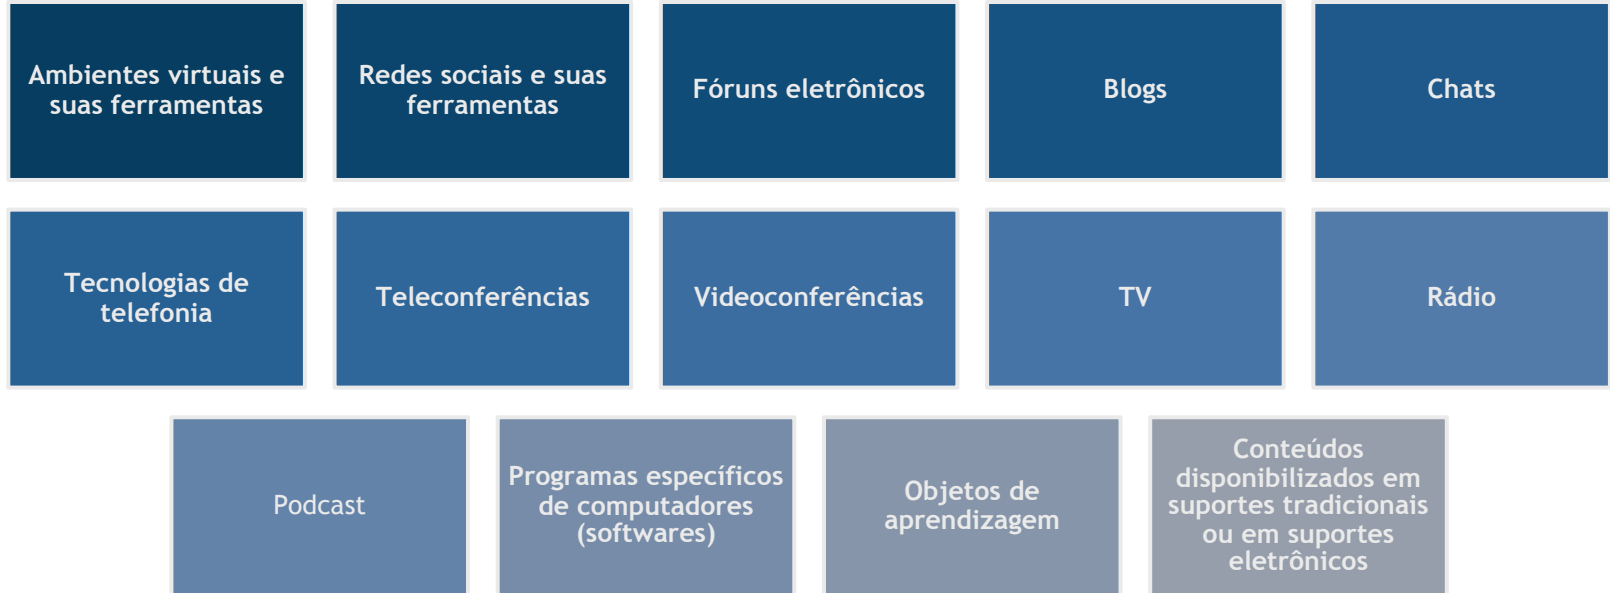 Ambientes virtuais e
suas ferramentas
Redes sociais e suas
ferramentas
Fóruns eletrônicos
Blogs
Chats
Tecnologias de
telefonia
Teleconferências
Videoconferências
TV
Rádio
Podcast
Programas específicos
de computadores
(softwares)
Objetos de
aprendizagem
Conteúdos
disponibilizados em
suportes tradicionais
ou em suportes
eletrônicos